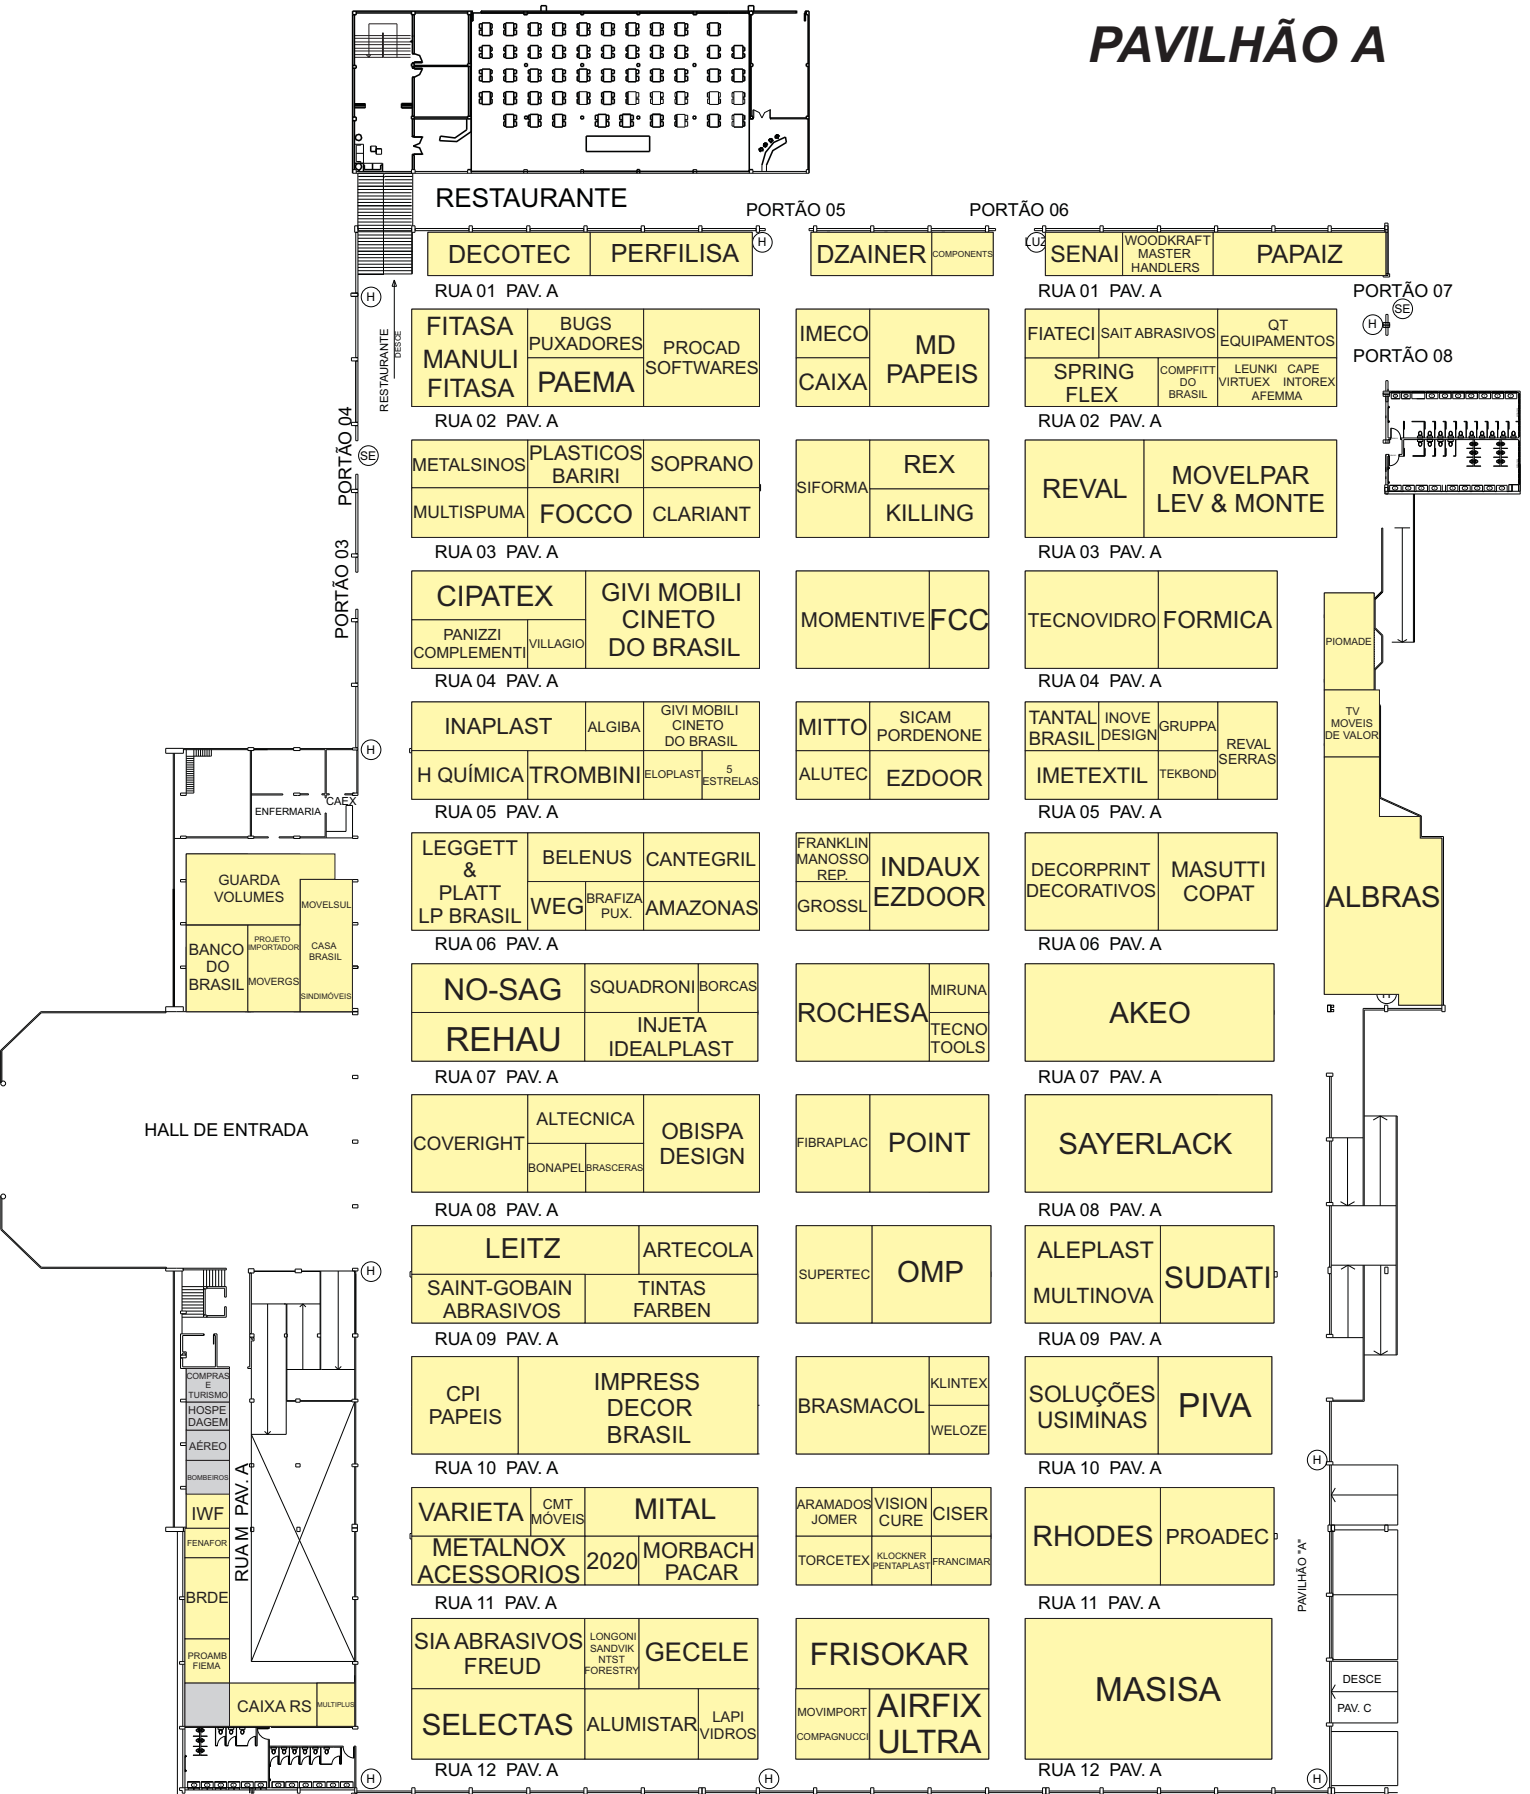 PAVILHÃO A
RESTAURANTE
PORTÃO 05
PORTÃO 06
H
LUZ
DECOTEC
PERFILISA
DZAINER
COMPONENTS
SENAI
WOODKRAFT
MASTER
HANDLERS
PAPAIZ
RUA 01 PAV. A
RUA 01 PAV. A
PORTÃO 07
SE
H
PORTÃO 08
H
RESTAURANTE
DESCE
FITASA
MANULI
FITASA
BUGS
PUXADORES
PAEMA
PROCAD
SOFTWARES
IMECO
CAIXA
MD
PAPEIS
FIATECI
SAIT ABRASIVOS
QT
EQUIPAMENTOS
SPRING
FLEX
COMPFITT
DO
BRASIL
LEUNKI CAPE
VIRTUEX INTOREX
AFEMMA
RUA 02 PAV. A
RUA 02 PAV. A
PORTÃO 04
SE
METALSINOS
PLASTICOS
BARIRI
SOPRANO
MULTISPUMA
FOCCO
CLARIANT
SIFORMA
REX
KILLING
REVAL
MOVELPAR
LEV & MONTE
RUA 03 PAV. A
RUA 03 PAV. A
PORTÃO 03
CIPATEX
PANIZZI
COMPLEMENTI
VILLAGIO
GIVI MOBILI
CINETO
DO BRASIL
MOMENTIVE
FCC
TECNOVIDRO
FORMICA
PIOMADE
RUA 04 PAV. A
RUA 04 PAV. A
TV
MOVEIS
DE VALOR
H
INAPLAST
ALGIBA
GIVI MOBILI
CINETO
DO BRASIL
H QUÍMICA
TROMBINI
ELOPLAST
5
ESTRELAS
MITTO
SICAM
PORDENONE
ALUTEC
EZDOOR
TANTAL
BRASIL
INOVE
DESIGN
GRUPPA
REVAL
SERRAS
IMETEXTIL
TEKBOND
ENFERMARIA
CAEX
RUA 05 PAV. A
RUA 05 PAV. A
LEGGETT
&
PLATT
LP BRASIL
BELENUS
CANTEGRIL
WEG
BRAFIZA
PUX.
AMAZONAS
FRANKLIN
MANOSSO
REP.
GROSSL
INDAUX
EZDOOR
DECORPRINT
DECORATIVOS
MASUTTI
COPAT
ALBRAS
GUARDA
VOLUMES
MOVELSUL
BANCO
DO
BRASIL
PROJETO
IMPORTADOR
MOVERGS
CASA
BRASIL
SINDIMÓVEIS
RUA 06 PAV. A
RUA 06 PAV. A
NO-SAG
SQUADRONI
BORCAS
REHAU
INJETA
IDEALPLAST
ROCHESA
MIRUNA
TECNO
TOOLS
AKEO
H
RUA 07 PAV. A
RUA 07 PAV. A
HALL DE ENTRADA
COVERIGHT
ALTECNICA
BONAPEL
BRASCERAS
OBISPA
DESIGN
FIBRAPLAC
POINT
SAYERLACK
RUA 08 PAV. A
RUA 08 PAV. A
H
LEITZ
ARTECOLA
SAINT-GOBAIN
ABRASIVOS
TINTAS
FARBEN
SUPERTEC
OMP
ALEPLAST
MULTINOVA
SUDATI
RUA 09 PAV. A
RUA 09 PAV. A
COMPRAS
E
TURISMO
HOSPE
DAGEM
AÉREO
BOMBEIROS
CPI
PAPEIS
IMPRESS
DECOR
BRASIL
BRASMACOL
KLINTEX
WELOZE
SOLUÇÕES
USIMINAS
PIVA
H
RUA 10 PAV. A
RUA 10 PAV. A
IWF
FENAFOR
BRDE
PROAMB
FIEMA
CAIXA RS
MULTIPLUS
RUA M PAV. A
VARIETA
CMT
MÓVEIS
MITAL
METALNOX
ACESSORIOS
2020
MORBACH
PACAR
ARAMADOS
JOMER
VISION
CURE
CISER
TORCETEX
KLOCKNER
PENTAPLAST
FRANCIMAR
RHODES
PROADEC
PAVILHÃO "A"
RUA 11 PAV. A
RUA 11 PAV. A
SIA ABRASIVOS
FREUD
LONGONI
SANDVIK
NTST
FORESTRY
GECELE
SELECTAS
ALUMISTAR
LAPI
VIDROS
FRISOKAR
MOVIMPORT
COMPAGNUCCI
AIRFIX
ULTRA
MASISA
DESCE
PAV. C
RUA 12 PAV. A
RUA 12 PAV. A
H
H
H